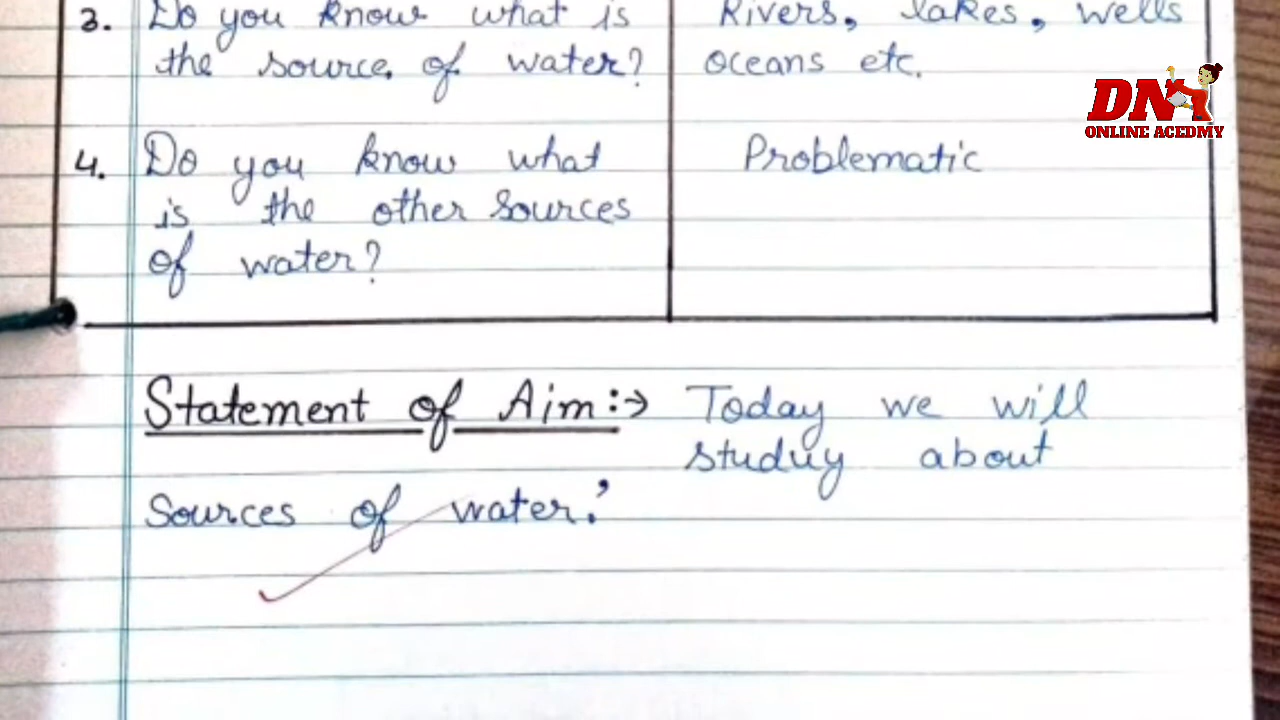 3. Do you know what is Rivers, lakes, wells
the source of water? oceans etc.
DN
ONLINE ACEDMY
4. Do you know what Problematic
is the other sources
of water?
Statement of Aim:→ Today we will
studuy about
Sources of water.'